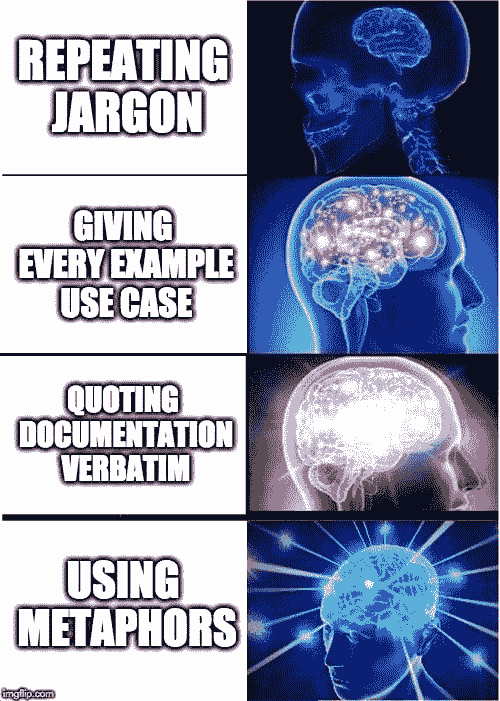 REPEATING
JARGON
GIVING
EVERY EXAMPLE
USE CASE
QUOTING
DOCUMENTATION
VERBATIM
USING
METAPHORS
imgflip.com